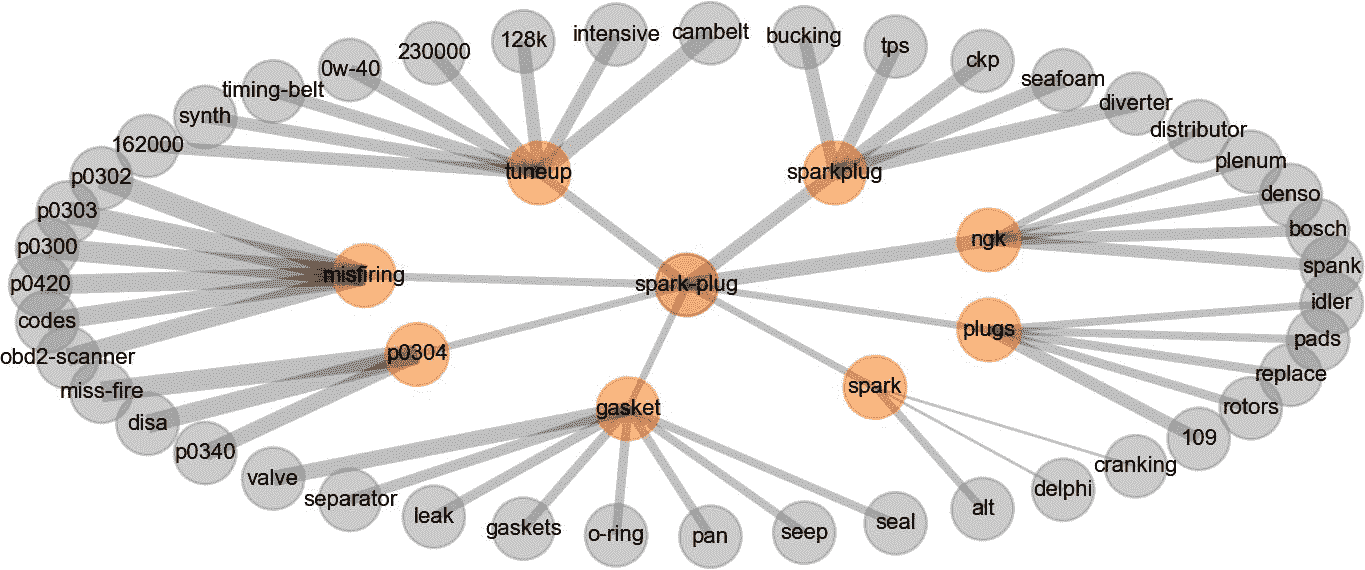 cambelt
intensive
128k
230000
0w-40
timing-belt
synth
162000
tuneup
bucking
tps
ckp
seafoam
diverter
sparkplug
distributor
plenum
denso
bosch
spank
ngk
p0302
p0303
p0300
p0420
codes
obd2-scanner
misfiring
spark-plug
idler
pads
replace
rotors
109
plugs
miss-fire
disa
p0340
p0304
spark
cranking
delphi
alt
gasket
valve
separator
leak
gaskets
o-ring
pan
seep
seal